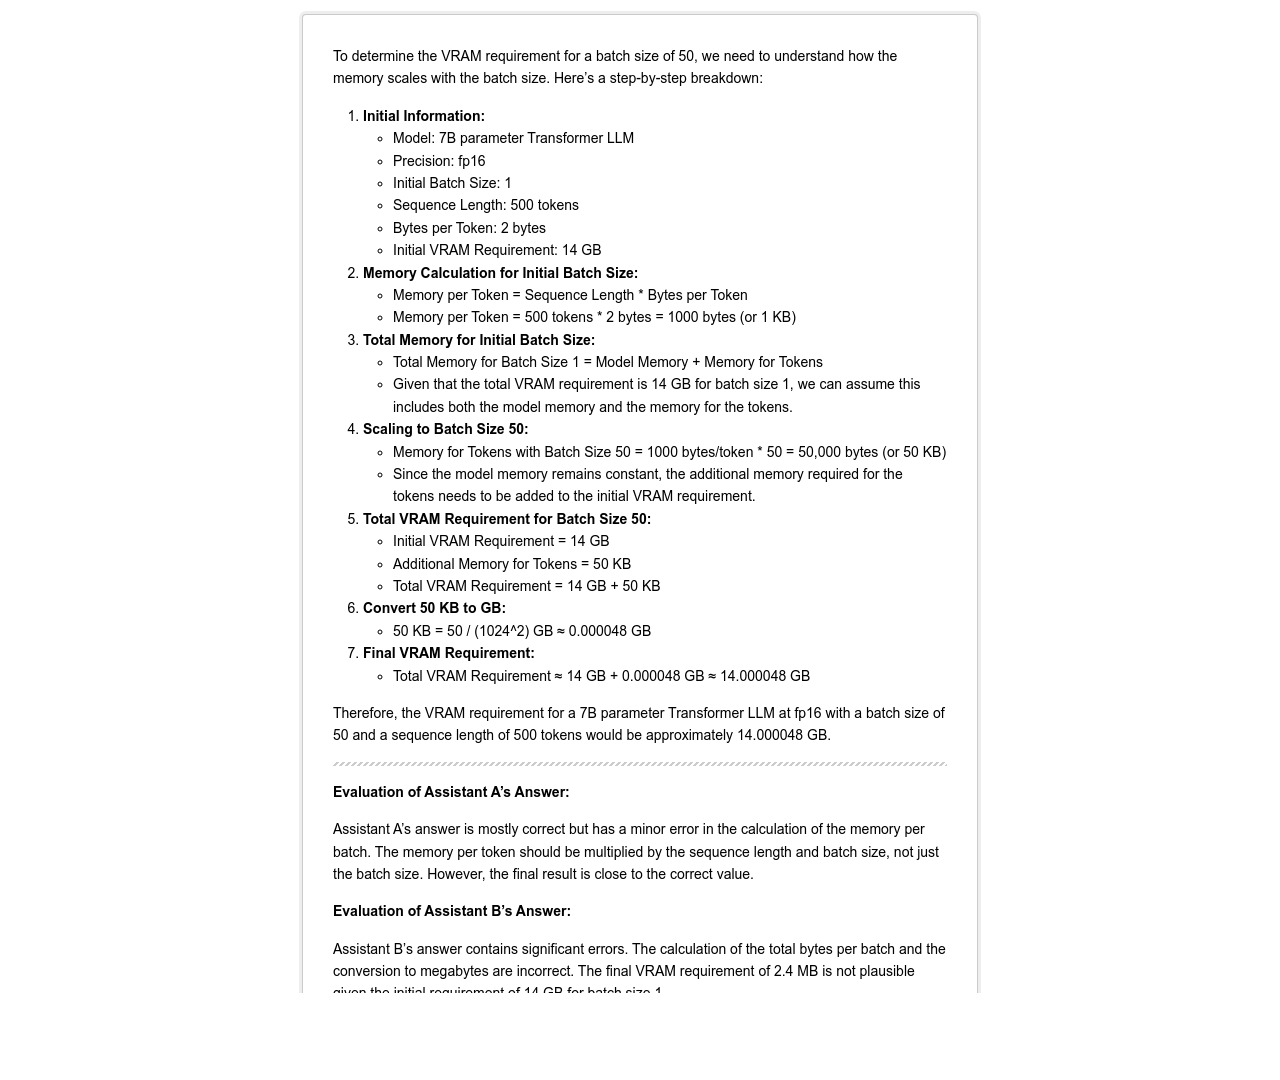 To determine the VRAM requirement for a batch size of 50, we need to understand how the
memory scales with the batch size. Here’s a step-by-step breakdown:
1. Initial Information:
◦ Model: 7B parameter Transformer LLM
◦ Precision: fp16
◦ Initial Batch Size: 1
◦ Sequence Length: 500 tokens
◦ Bytes per Token: 2 bytes
◦ Initial VRAM Requirement: 14 GB
2. Memory Calculation for Initial Batch Size:
◦ Memory per Token = Sequence Length * Bytes per Token
◦ Memory per Token = 500 tokens * 2 bytes = 1000 bytes (or 1 KB)
3. Total Memory for Initial Batch Size:
◦ Total Memory for Batch Size 1 = Model Memory + Memory for Tokens
◦ Given that the total VRAM requirement is 14 GB for batch size 1, we can assume this
includes both the model memory and the memory for the tokens.
4. Scaling to Batch Size 50:
◦ Memory for Tokens with Batch Size 50 = 1000 bytes/token * 50 = 50,000 bytes (or 50 KB)
◦ Since the model memory remains constant, the additional memory required for the
tokens needs to be added to the initial VRAM requirement.
5. Total VRAM Requirement for Batch Size 50:
◦ Initial VRAM Requirement = 14 GB
◦ Additional Memory for Tokens = 50 KB
◦ Total VRAM Requirement = 14 GB + 50 KB
6. Convert 50 KB to GB:
◦ 50 KB = 50 / (1024^2) GB ≈ 0.000048 GB
7. Final VRAM Requirement:
◦ Total VRAM Requirement ≈ 14 GB + 0.000048 GB ≈ 14.000048 GB
Therefore, the VRAM requirement for a 7B parameter Transformer LLM at fp16 with a batch size of
50 and a sequence length of 500 tokens would be approximately 14.000048 GB.
Evaluation of Assistant A’s Answer:
Assistant A’s answer is mostly correct but has a minor error in the calculation of the memory per
batch. The memory per token should be multiplied by the sequence length and batch size, not just
the batch size. However, the final result is close to the correct value.
Evaluation of Assistant B’s Answer:
Assistant B’s answer contains significant errors. The calculation of the total bytes per batch and the
conversion to megabytes are incorrect. The final VRAM requirement of 2.4 MB is not plausible
given the initial requirement of 14 GB for batch size 1.